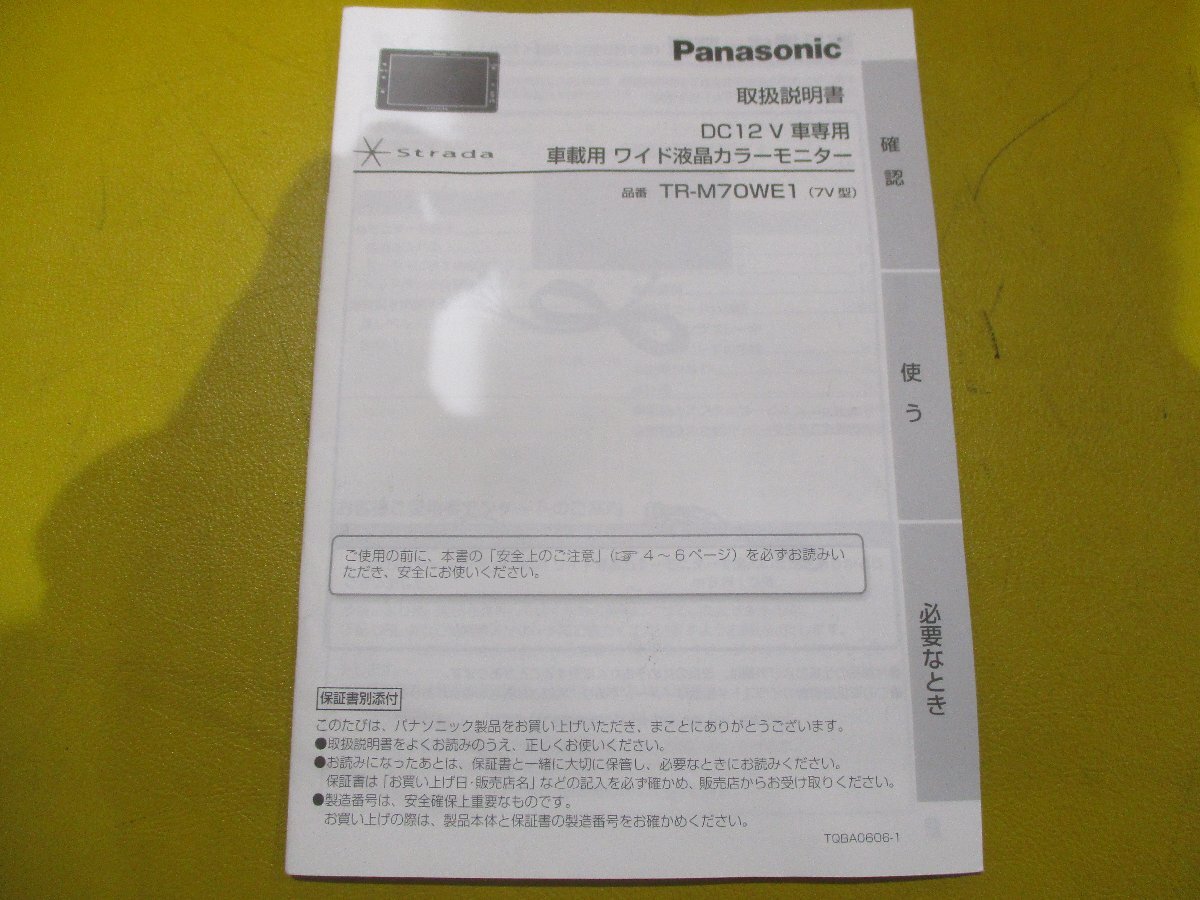 Panasonic
取扱説明書
DC12 V 車専用
Strada
車載用 ワイド液晶カラーモニター
品番 TR-M70WE1（7V 型）
確認
使う
必要なとき
ご使用の前に、本書の「安全上のご注意」（☞ 4～6ページ）を必ずお読みい
ただき、安全にお使いください。
保証書別添付
このたびは、パナソニック製品をお買い上げいただき、まことにありがとうございます。
●取扱説明書をよくお読みのうえ、正しくお使いください。
●お読みになったあとは、保証書と一緒に大切に保管し、必要なときにお読みください。
保証書は「お買い上げ日・販売店名」などの記入を必ず確かめ、販売店からお受け取りください。
●製造番号は、安全確保上重要なものです。
お買い上げの際は、製品本体と保証書の製造番号をお確かめください。
TQBA0606-1